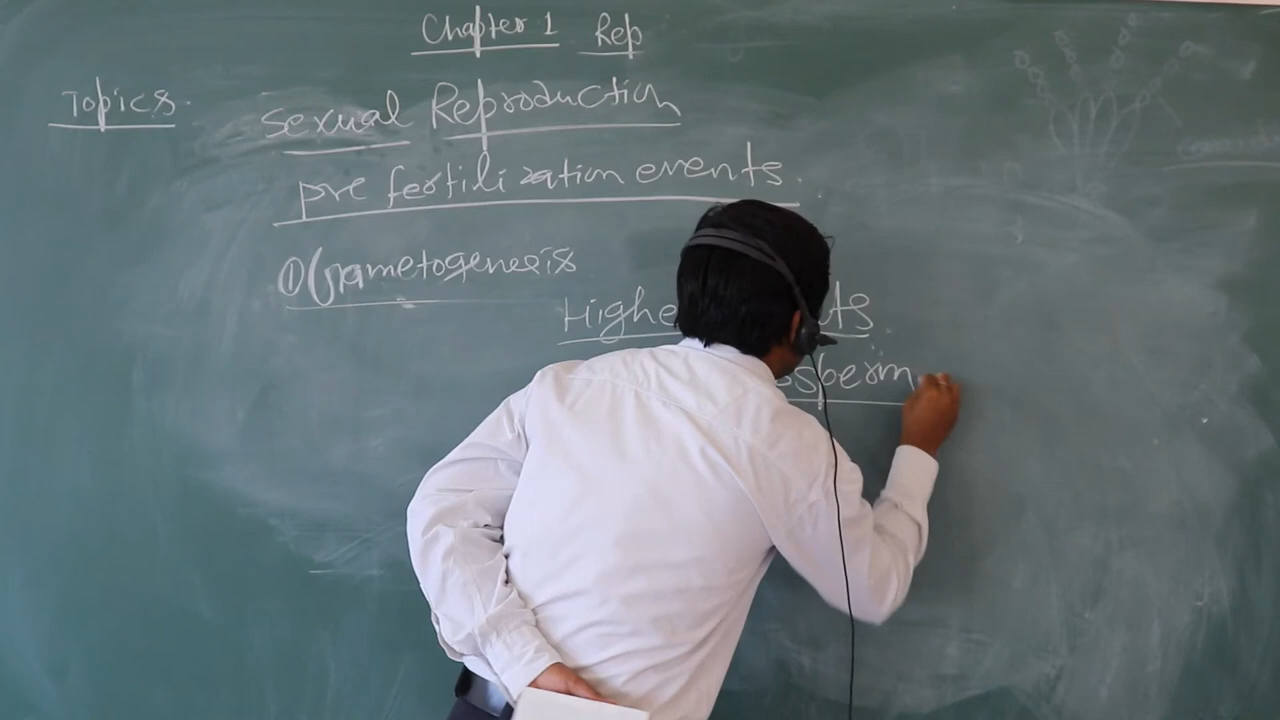 Chapter 1 Rep
Topics.
Sexual Reproduction
pre fertilization events.
① Gametogenesis